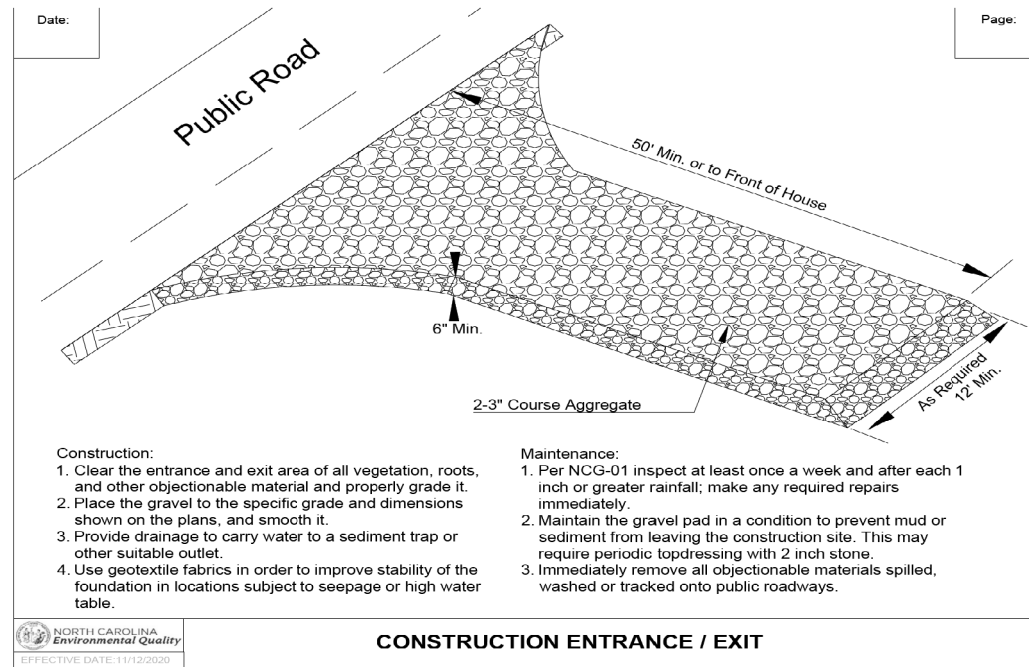 Date:
Page:
Public Road
50' Min. or to Front of House
6" Min.
As Required
12' Min.
2-3" Course Aggregate
Construction:
1. Clear the entrance and exit area of all vegetation, roots,
and other objectionable material and properly grade it.
2. Place the gravel to the specific grade and dimensions
shown on the plans, and smooth it.
3. Provide drainage to carry water to a sediment trap or
other suitable outlet.
4. Use geotextile fabrics in order to improve stability of the
foundation in locations subject to seepage or high water
table.
Maintenance:
1. Per NCG-01 inspect at least once a week and after each 1
inch or greater rainfall; make any required repairs
immediately.
2. Maintain the gravel pad in a condition to prevent mud or
sediment from leaving the construction site. This may
require periodic topdressing with 2 inch stone.
3. Immediately remove all objectionable materials spilled,
washed or tracked onto public roadways.
NORTH CAROLINA
Environmental Quality
EFFECTIVE DATE:11/12/2020
CONSTRUCTION ENTRANCE / EXIT